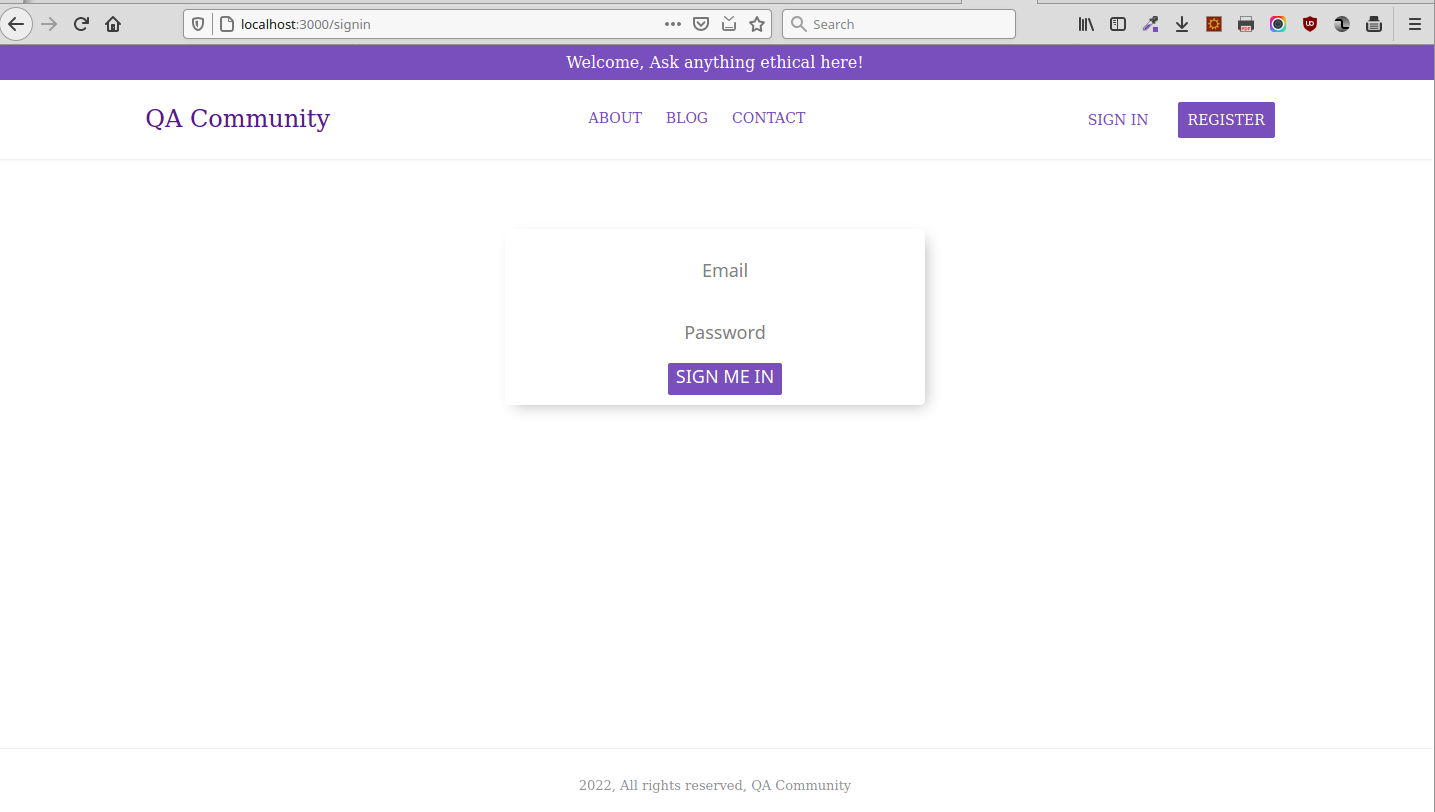 localhost:3000/signin
Search
Welcome, Ask anything ethical here!
QA Community
ABOUT BLOG CONTACT
SIGN IN REGISTER
Email
Password
SIGN ME IN
2022, All rights reserved, QA Community